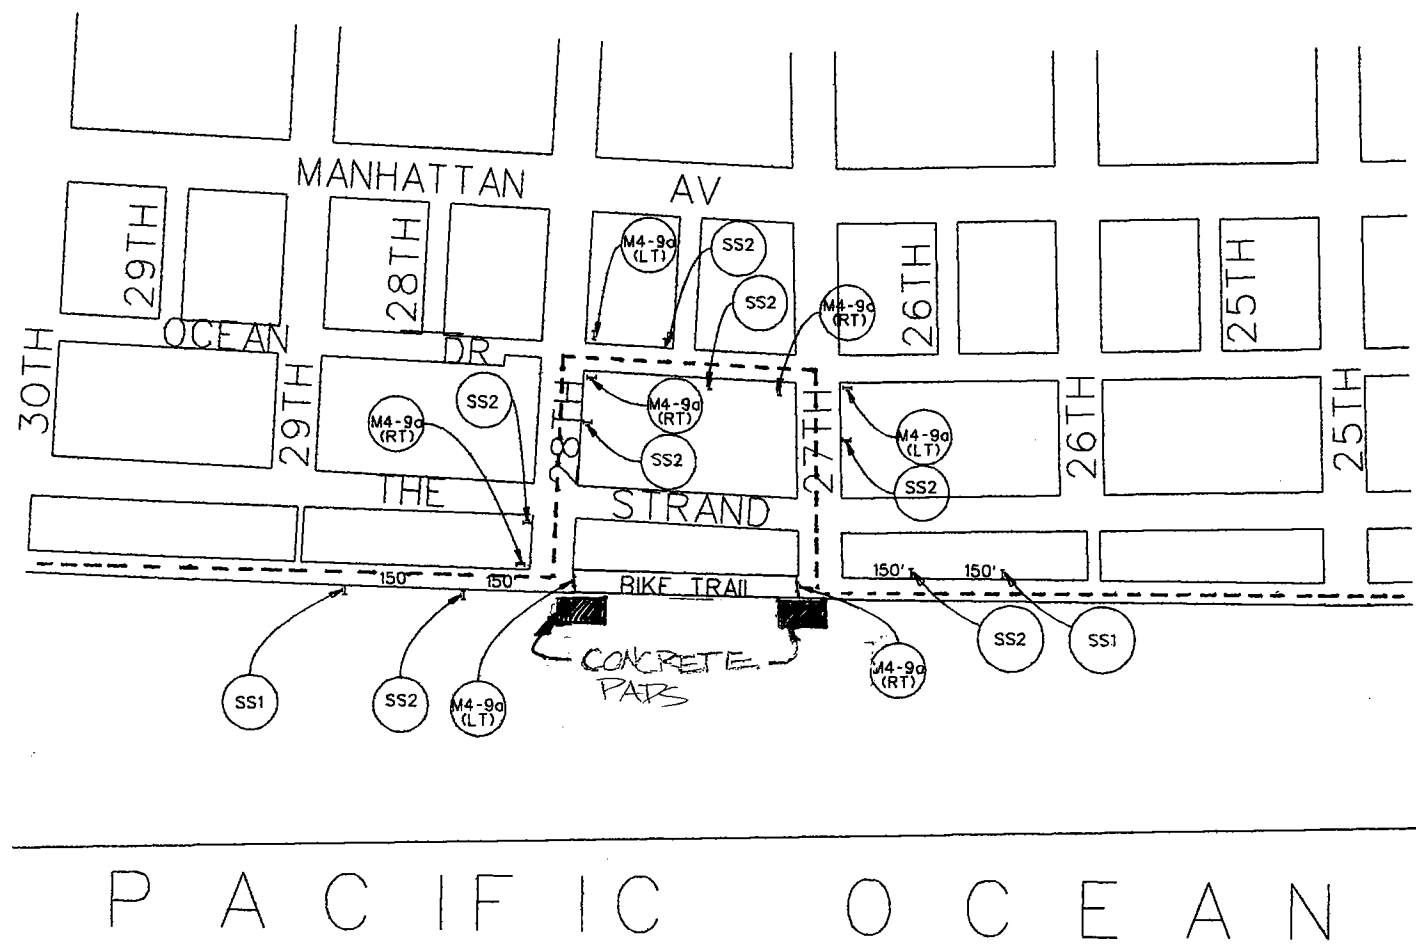 MANHATTAN AV
29TH
28TH
M4-9a
(LT)
SS2
SS2
M4-9a
(RT)
26TH
25TH
OCEAN DR
30TH
29TH
M4-9a
(RT)
SS2
28TH
M4-9a
(RT)
SS2
27TH
M4-9a
(LT)
SS2
26TH
25TH
THE STRAND
150'
150'
BIKE TRAIL
150'
150'
SS1
SS2
M4-9a
(LT)
CONCRETE
PADS
M4-9a
(RT)
SS2
SS1
PACIFIC OCEAN